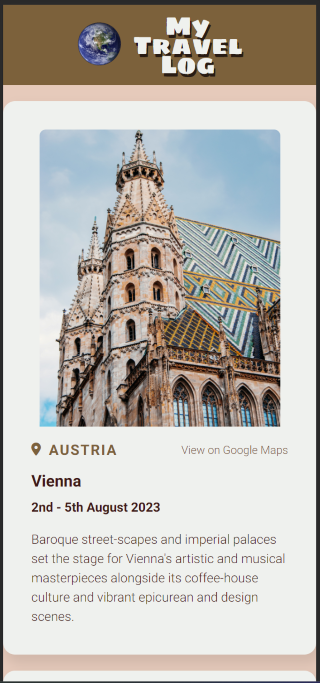 My
Travel
Log
AUSTRIA
View on Google Maps
Vienna
2nd - 5th August 2023
Baroque street-scapes and imperial palaces
set the stage for Vienna's artistic and musical
masterpieces alongside its coffee-house
culture and vibrant epicurean and design
scenes.